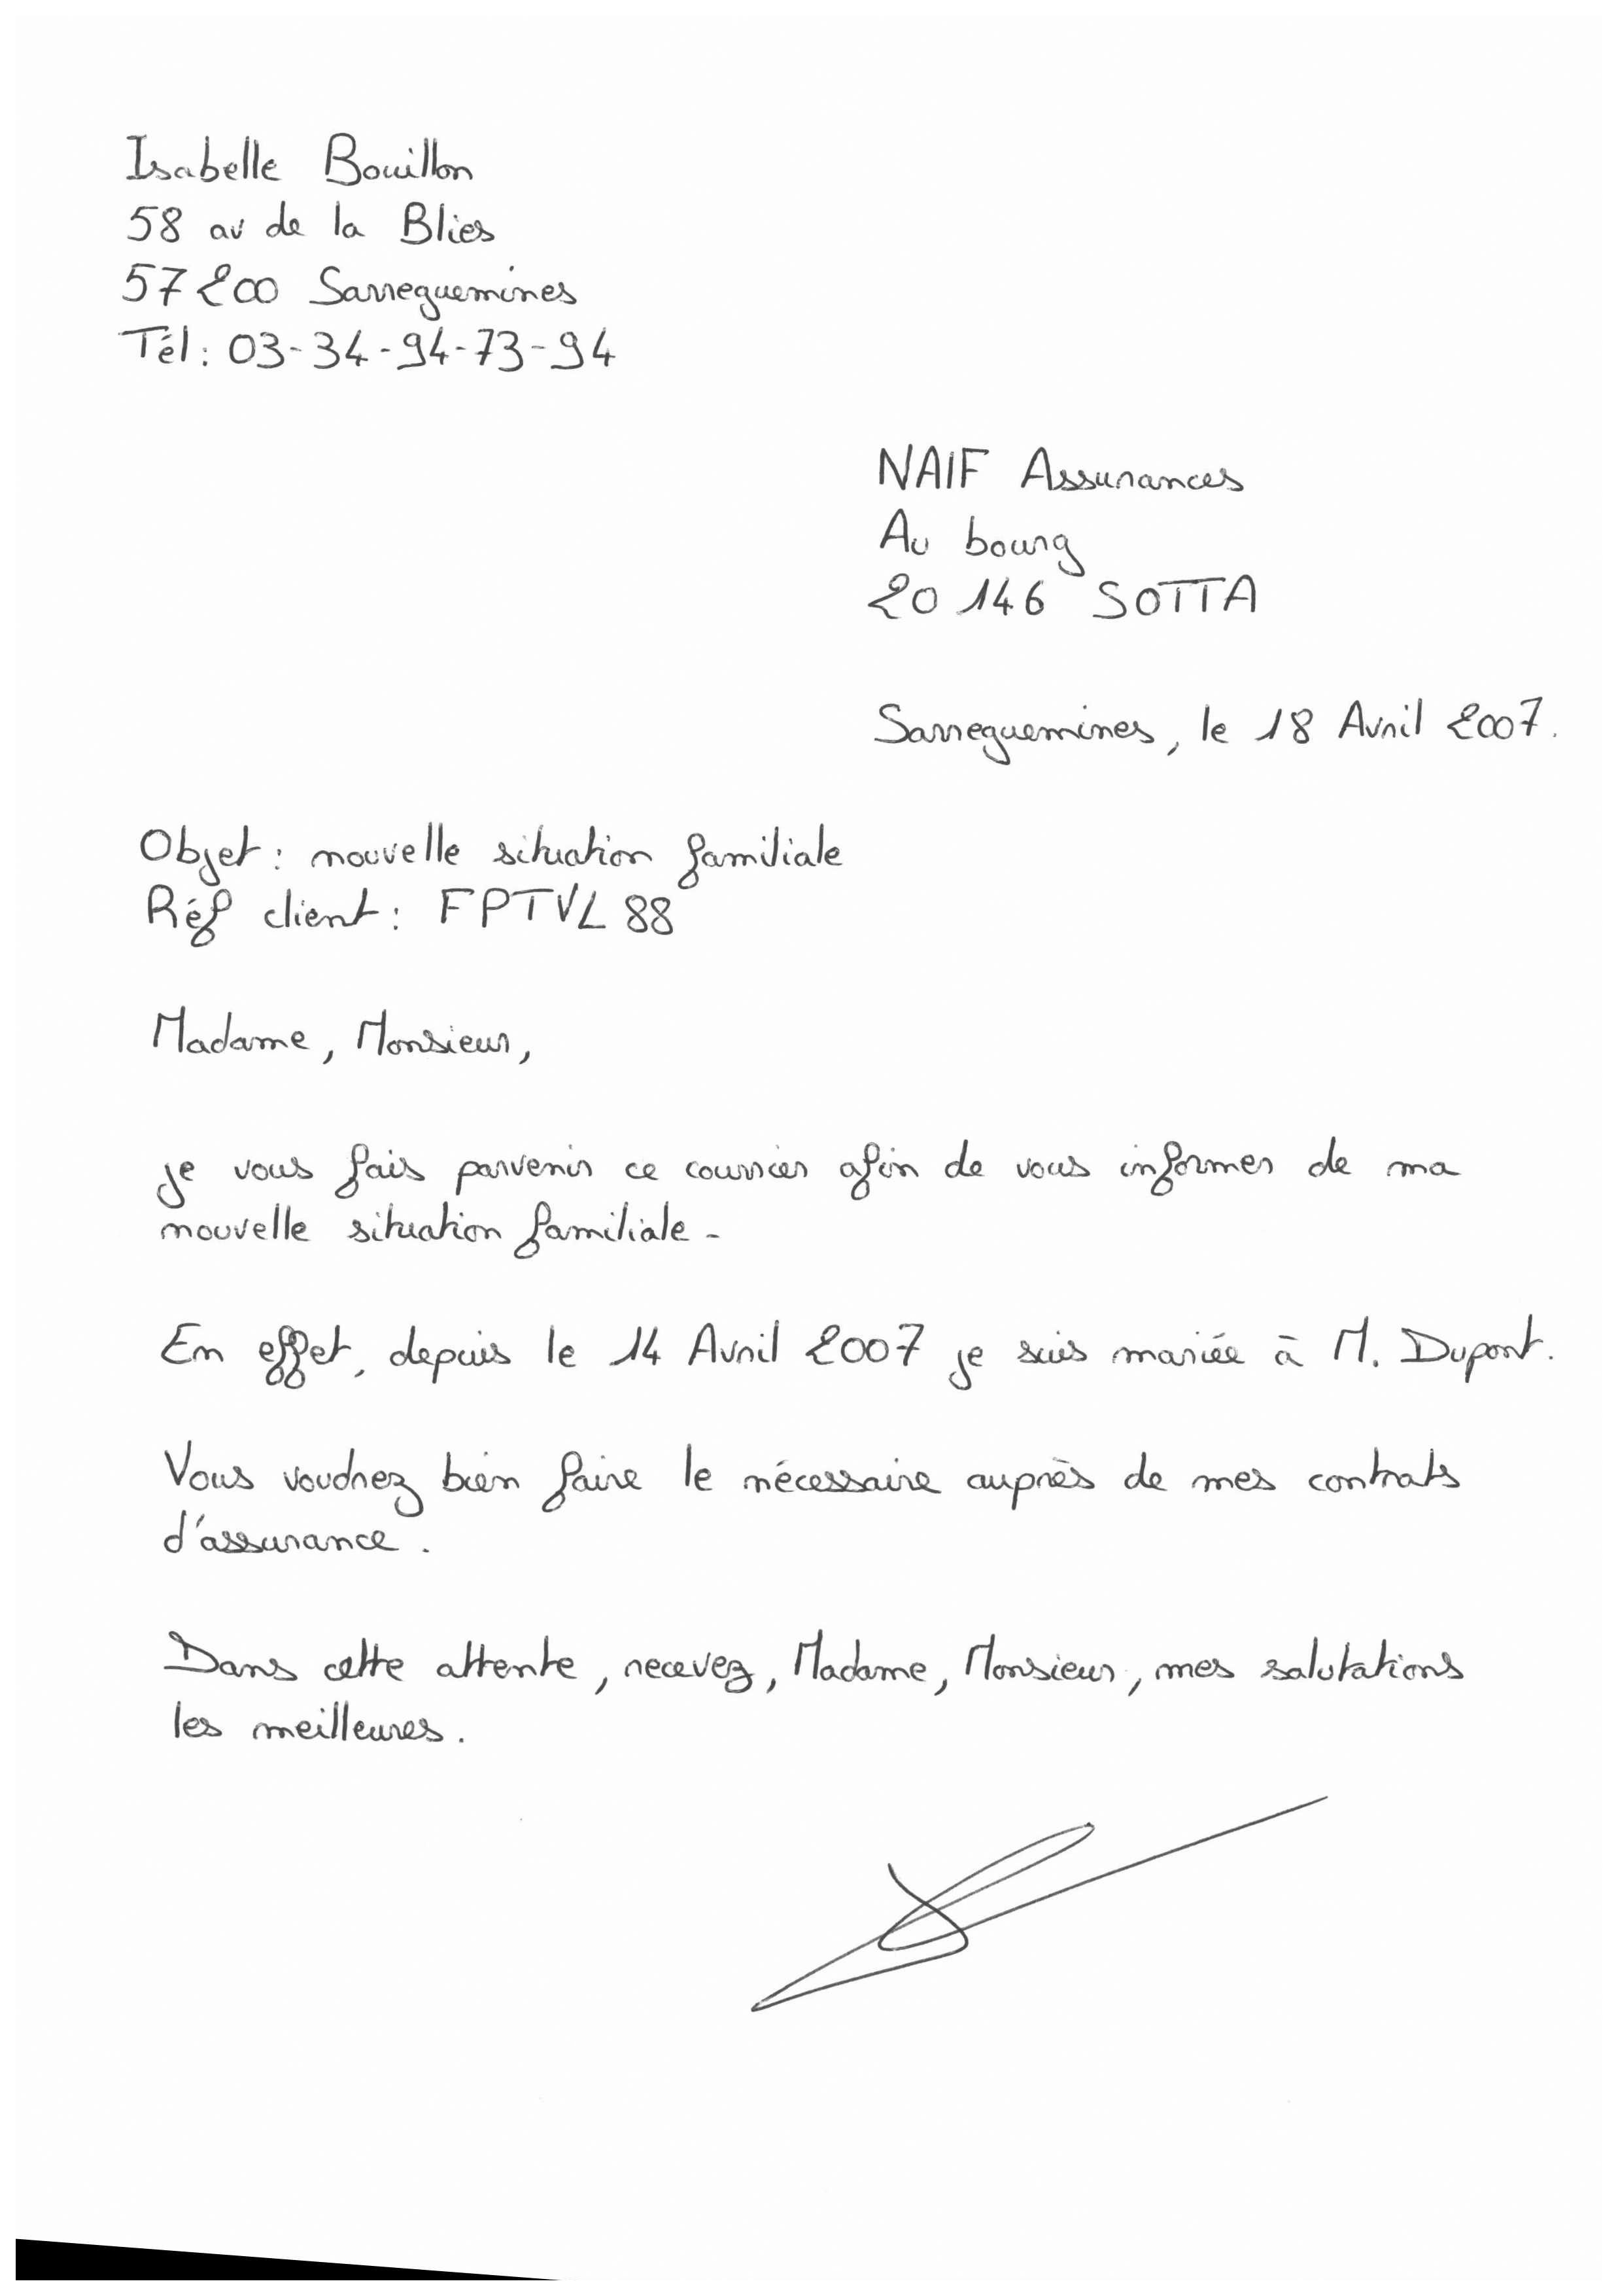 Isabelle Bouillon
58 av de la Blies
57200 Sarreguemines
Tél : 03-34-94-73-94
NAIF Assurances
Au bourg
20 146 SOTTA
Sarreguemines, le 18 Avril 2007.
Objet : nouvelle situation familiale
Réf client : FPTVL 88
Madame, Monsieur,
je vous fais parvenir ce courrier afin de vous informer de ma
nouvelle situation familiale.
En effet, depuis le 14 Avril 2007 je suis mariée à M. Dupont.
Vous voudrez bien faire le nécessaire auprès de mes contrats
d'assurance.
Dans cette attente, recevez, Madame, Monsieur, mes salutations
les meilleures.